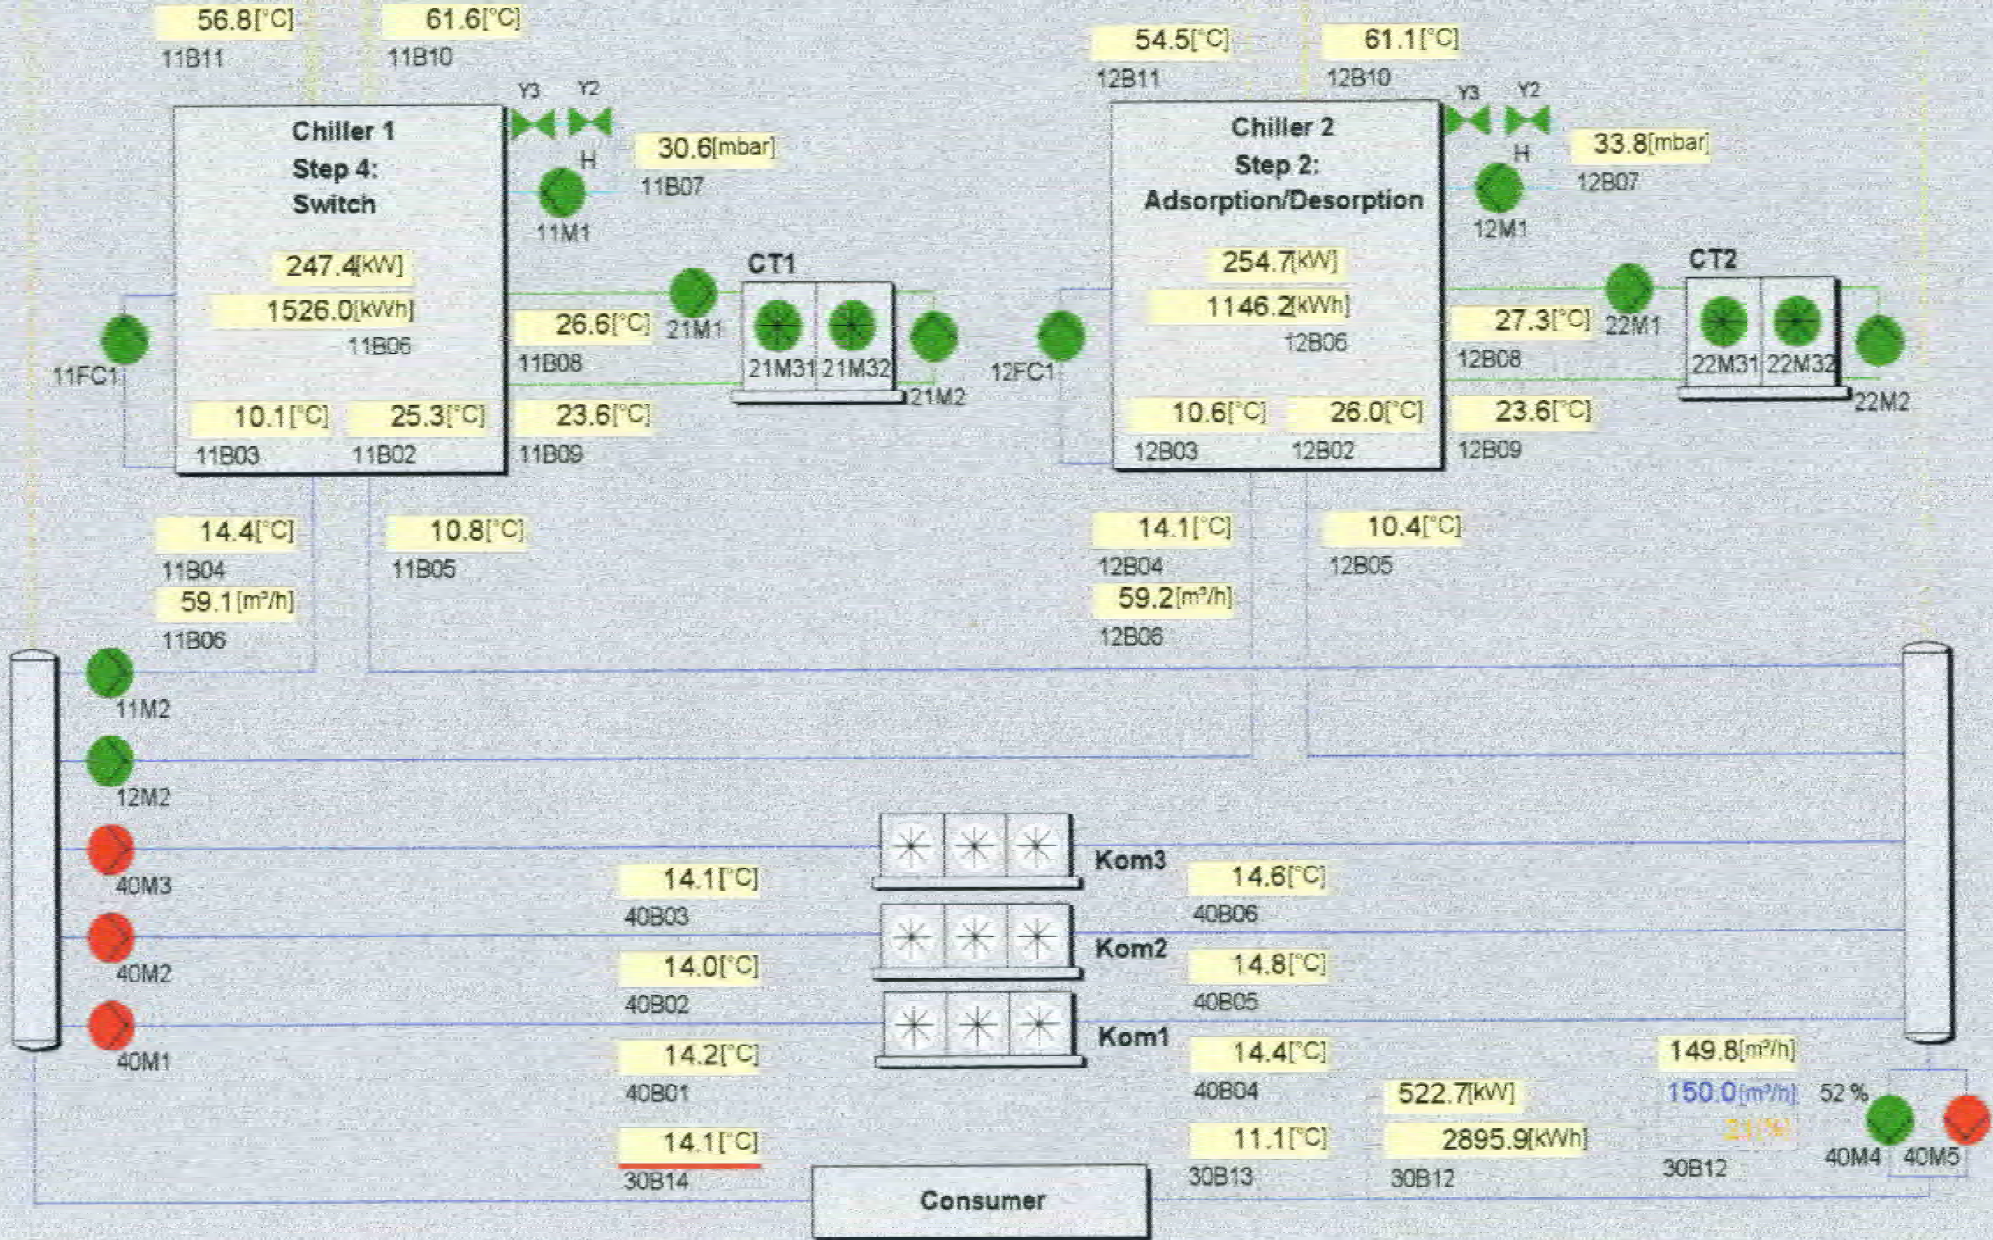 56.8[°C]
11B11
61.6[°C]
11B10
54.5[°C]
12B11
61.1[°C]
12B10
Chiller 1
Step 4:
Switch
247.4[kW]
1526.0[kWh]
11B06
10.1[°C]
11B03
25.3[°C]
11B02
Y3
Y2
H
11M1
30.6[mbar]
11B07
11FC1
26.6[°C]
11B08
23.6[°C]
11B09
21M1
CT1
21M31
21M32
21M2
Chiller 2
Step 2:
Adsorption/Desorption
254.7[kW]
1146.2[kWh]
12B06
10.6[°C]
12B03
26.0[°C]
12B02
Y3
Y2
H
12M1
33.8[mbar]
12B07
12FC1
27.3[°C]
12B08
23.6[°C]
12B09
22M1
CT2
22M31
22M32
22M2
14.4[°C]
11B04
59.1[m³/h]
11B06
10.8[°C]
11B05
14.1[°C]
12B04
59.2[m³/h]
12B06
10.4[°C]
12B05
11M2
12M2
40M3
40M2
40M1
14.1[°C]
40B03
Kom3
14.6[°C]
40B06
14.0[°C]
40B02
Kom2
14.8[°C]
40B05
14.2[°C]
40B01
Kom1
14.4[°C]
40B04
14.1[°C]
30B14
11.1[°C]
30B13
522.7[kW]
2895.9[kWh]
30B12
149.8[m³/h]
150.0[m³/h]
30B12
52 %
40M4
40M5
Consumer